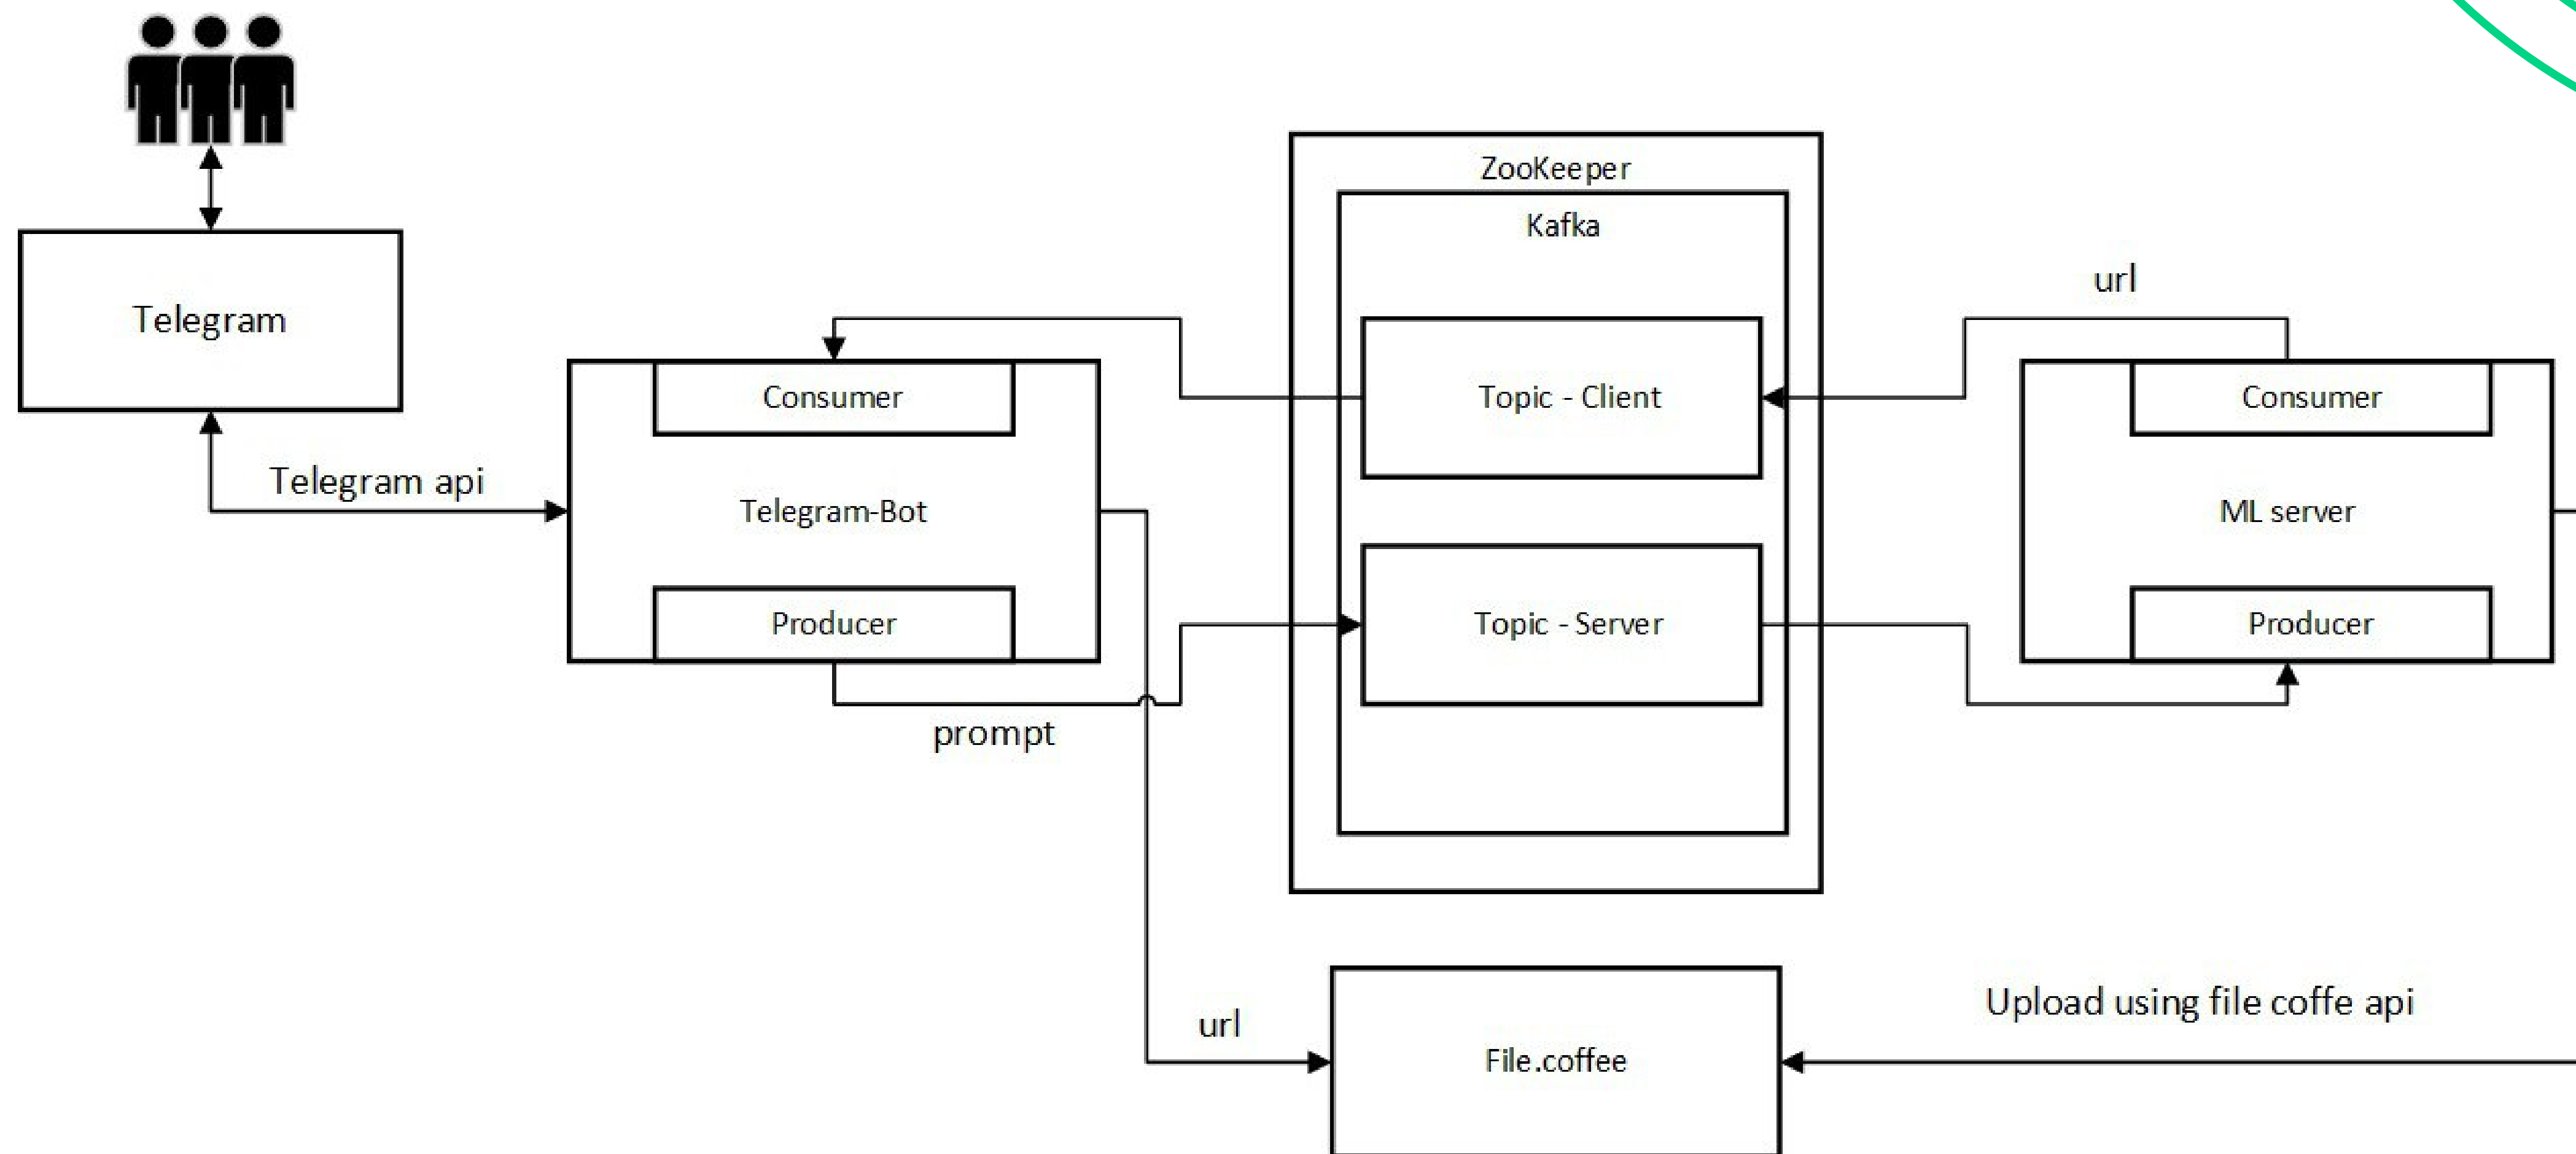 ZooKeeper
Kafka
url
Telegram
Topic - Client
Consumer
Consumer
Telegram api
Telegram-Bot
ML server
Topic - Server
Producer
Producer
prompt
Upload using file coffe api
url
File.coffee